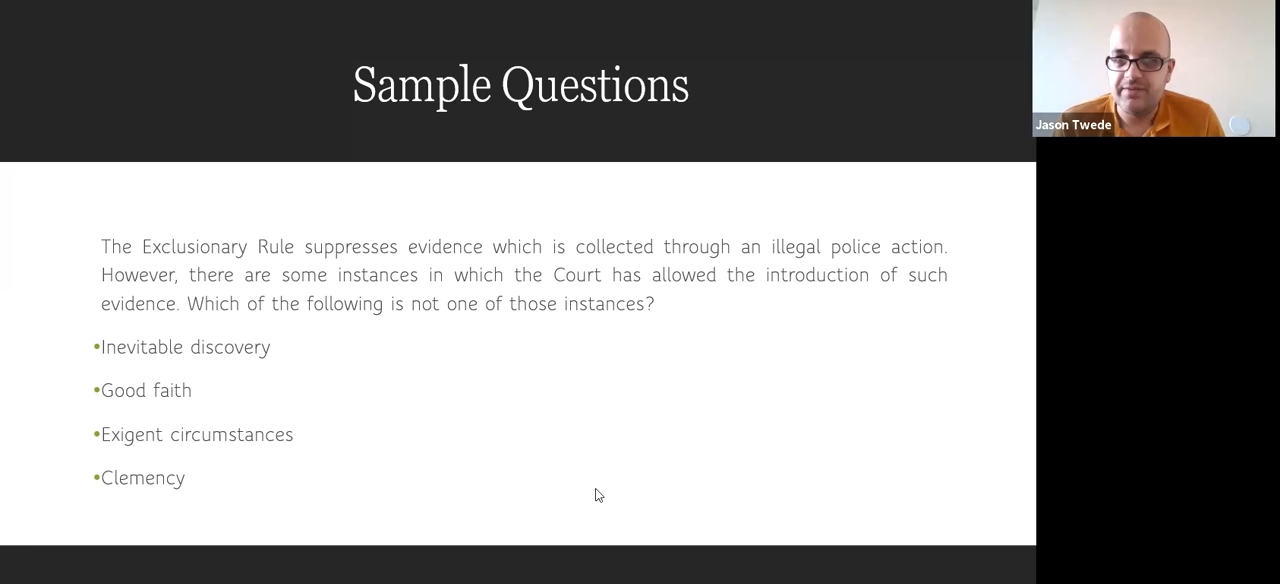 Sample Questions
Jason Twede
The Exclusionary Rule suppresses evidence which is collected through an illegal police action.
However, there are some instances in which the Court has allowed the introduction of such
evidence. Which of the following is not one of those instances?
•Inevitable discovery
•Good faith
•Exigent circumstances
•Clemency